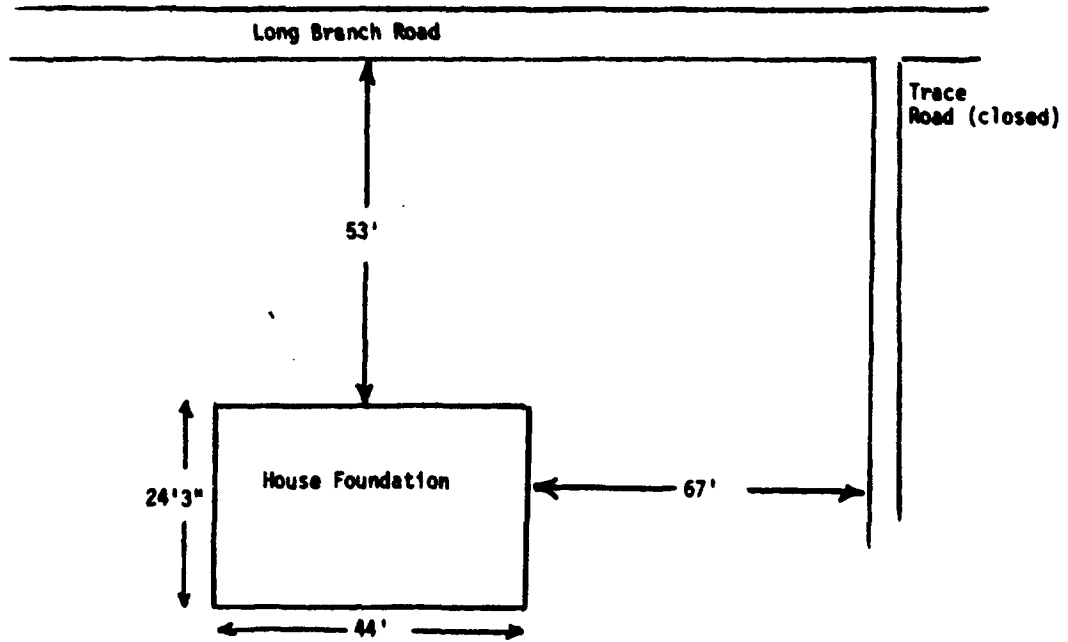 Long Branch Road
Trace
Road (closed)
53'
House Foundation
24'3"
67'
44'